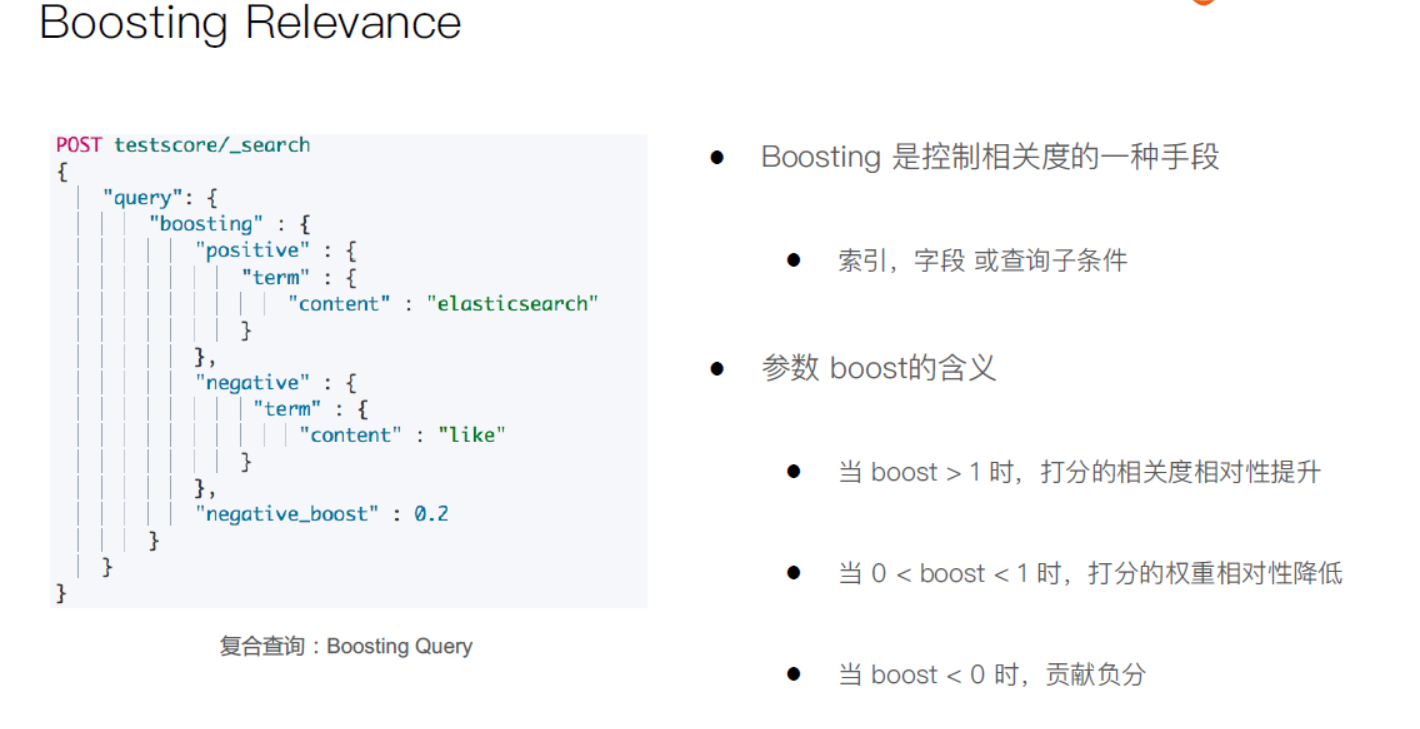 Boosting Relevance
POST testscore/_search
{
"query": {
"boosting" : {
"positive" : {
"term" : {
"content" : "elasticsearch"
}
},
"negative" : {
"term" : {
"content" : "like"
}
},
"negative_boost" : 0.2
}
}
}
复合查询：Boosting Query
● Boosting 是控制相关度的一种手段
● 索引，字段 或查询子条件
● 参数 boost的含义
● 当 boost > 1 时，打分的相关度相对性提升
● 当 0 < boost < 1 时，打分的权重相对性降低
● 当 boost < 0 时，贡献负分